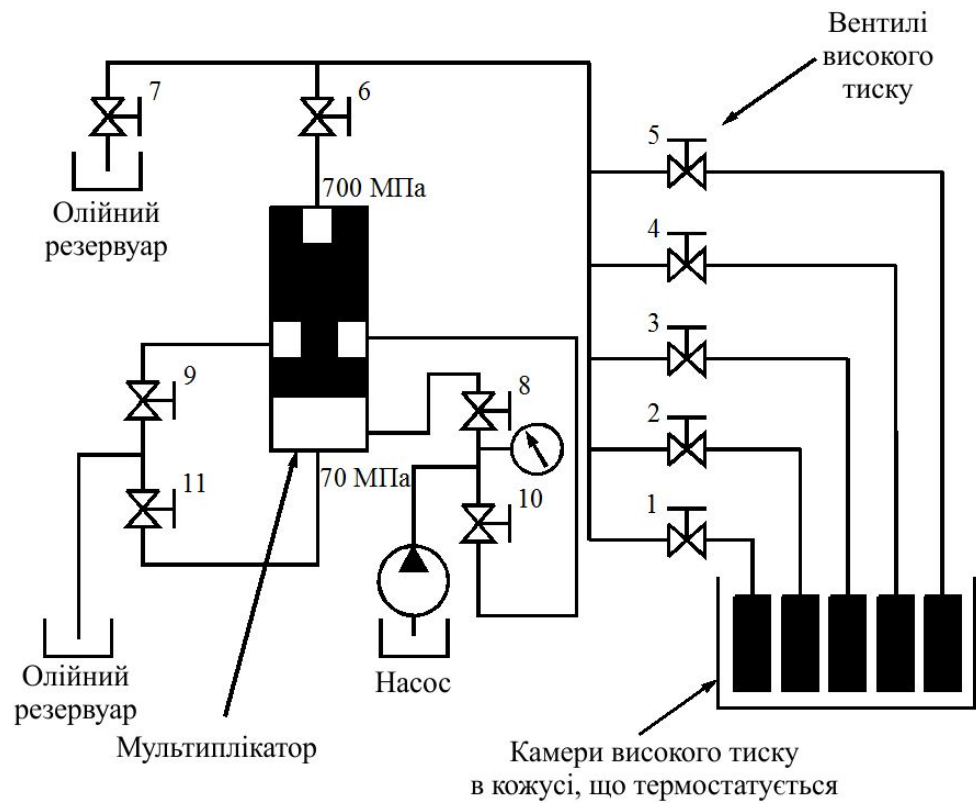 Вентилі
високого
тиску
7
6
5
700 МПа
Олійний
резервуар
4
3
9
8
2
11
70 МПа
10
1
Олійний
резервуар
Насос
Мультиплікатор
Камери високого тиску
в кожусі, що термостатується